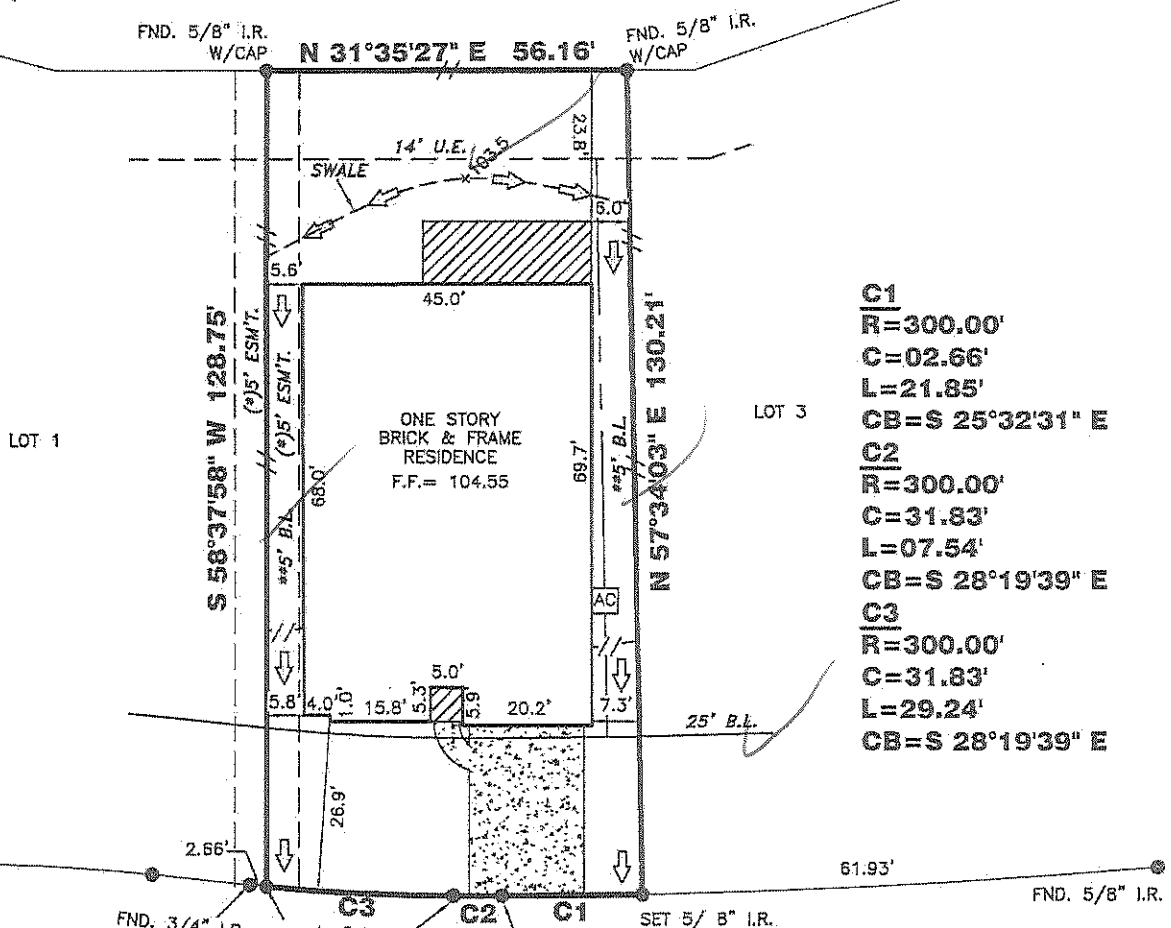 FND. 5/8" I.R.
W/CAP
N 31°35'27" E 56.16'
FND. 5/8" I.R.
W/CAP
23.8'
14' U.E.
103.5
SWALE
6.0'
5.6'
45.0'
S 58°37'58" W 128.75'
(*)5' ESM'T.
(*)5' ESM'T.
**5' B.L.
68.0'
ONE STORY
BRICK & FRAME
RESIDENCE
F.F.= 104.55
69.7'
**5' B.L.
N 57°34'03" E 130.21'
LOT 1
LOT 3
AC
5.8'
4.0'
1.0'
15.8'
5.3'
5.0'
5.9
20.2'
7.3'
25' B.L.
26.9'
2.66'
61.93'
FND. 3/4" I.R.
C3
C2
C1
SET 5/ 8" I.R.
FND. 5/8" I.R.
C1
R=300.00'
C=02.66'
L=21.85'
CB=S 25°32'31" E
C2
R=300.00'
C=31.83'
L=07.54'
CB=S 28°19'39" E
C3
R=300.00'
C=31.83'
L=29.24'
CB=S 28°19'39" E